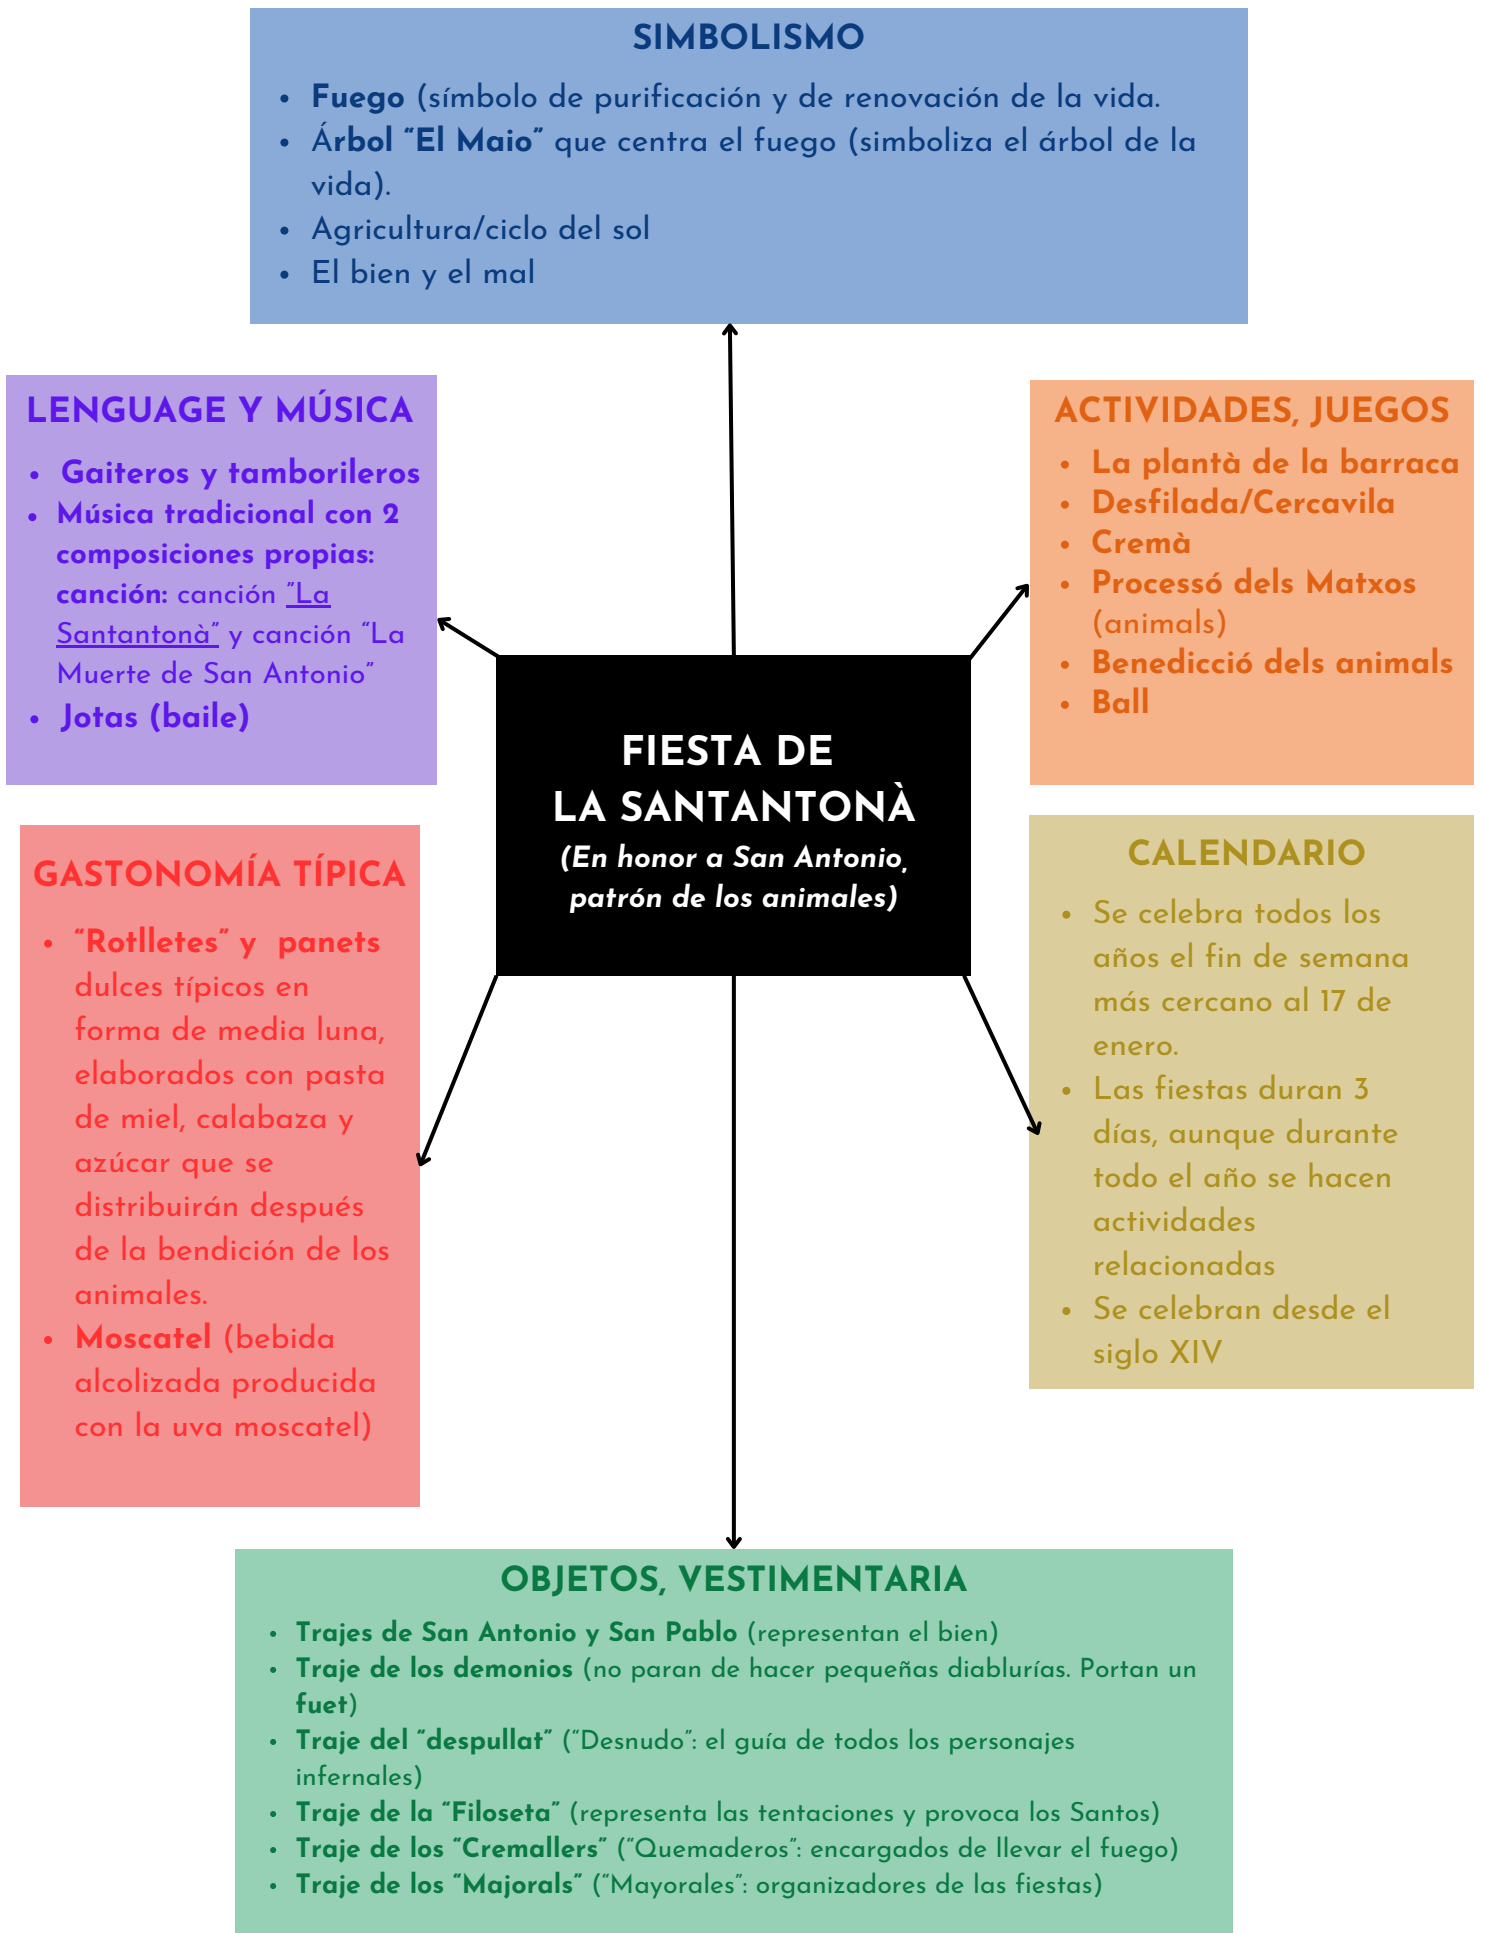 SIMBOLISMO
• Fuego (símbolo de purificación y de renovación de la vida.
• Árbol “El Maio” que centra el fuego (simboliza el árbol de la
vida).
• Agricultura/ciclo del sol
• El bien y el mal
LENGUAGE Y MÚSICA
• Gaiteros y tamborileros
• Música tradicional con 2
composiciones propias:
canción: canción “La
Santantonà” y canción “La
Muerte de San Antonio”
• Jotas (baile)
ACTIVIDADES, JUEGOS
• La plantà de la barraca
• Desfilada/Cercavila
• Cremà
• Processó dels Matxos
(animals)
• Benedicció dels animals
• Ball
FIESTA DE
LA SANTANTONÀ
(En honor a San Antonio,
patrón de los animales)
GASTONOMÍA TÍPICA
• “Rotlletes” y panets
dulces típicos en
forma de media luna,
elaborados con pasta
de miel, calabaza y
azúcar que se
distribuirán después
de la bendición de los
animales.
• Moscatel (bebida
alcolizada producida
con la uva moscatel)
CALENDARIO
• Se celebra todos los
años el fin de semana
más cercano al 17 de
enero.
• Las fiestas duran 3
días, aunque durante
todo el año se hacen
actividades
relacionadas
• Se celebran desde el
siglo XIV
OBJETOS, VESTIMENTARIA
• Trajes de San Antonio y San Pablo (representan el bien)
• Traje de los demonios (no paran de hacer pequeñas diablurías. Portan un
fuet)
• Traje del “despullat” (“Desnudo”: el guía de todos los personajes
infernales)
• Traje de la “Filoseta” (representa las tentaciones y provoca los Santos)
• Traje de los “Cremallers” (“Quemaderos”: encargados de llevar el fuego)
• Traje de los “Majorals” (“Mayorales”: organizadores de las fiestas)